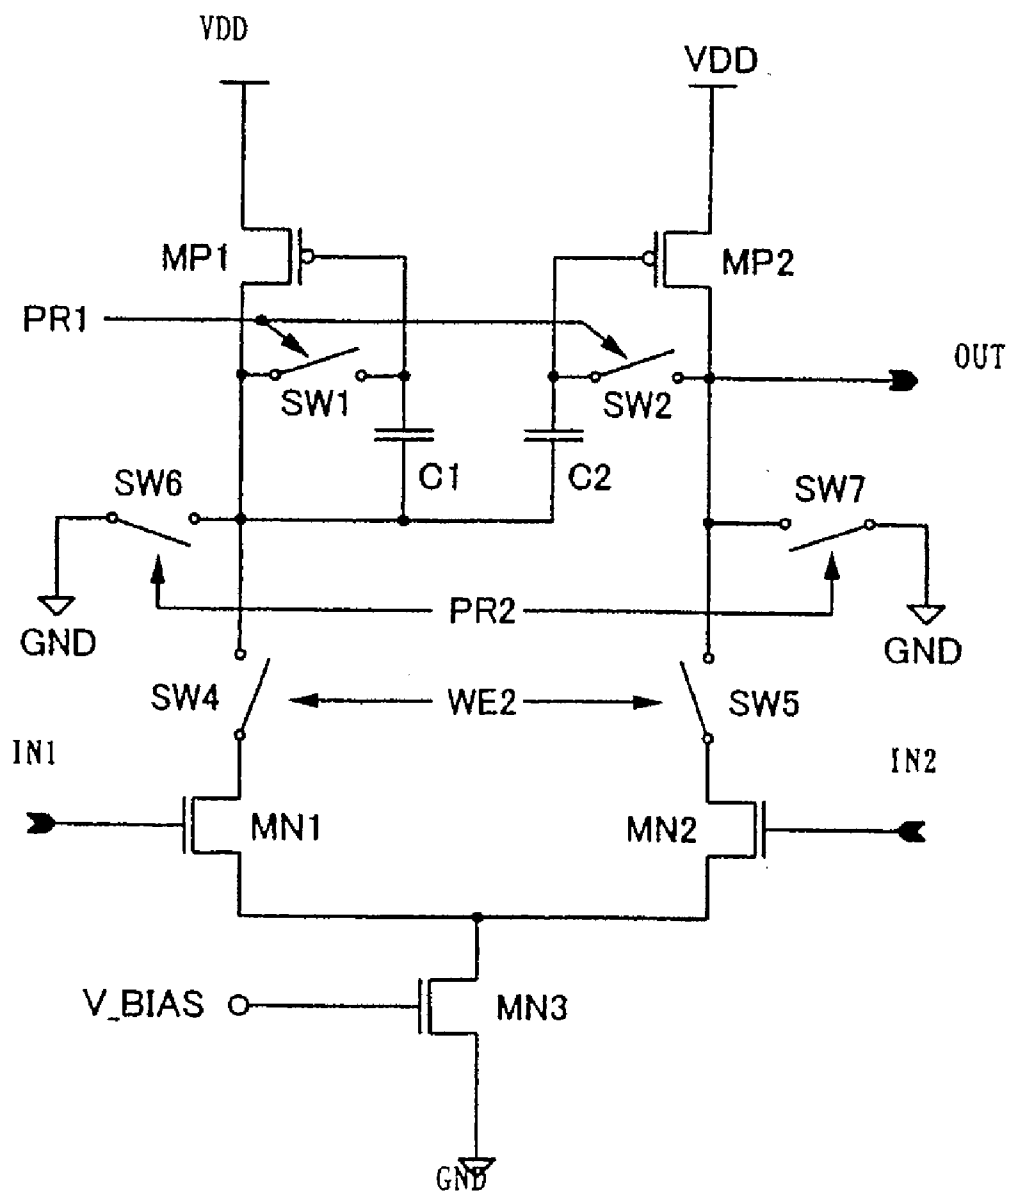 VDD
VDD
MP1
MP2
PR1
OUT
SW1
SW2
C1
C2
SW6
SW7
PR2
GND
GND
SW4
WE2
SW5
IN1
IN2
MN1
MN2
V_BIAS
MN3
GND